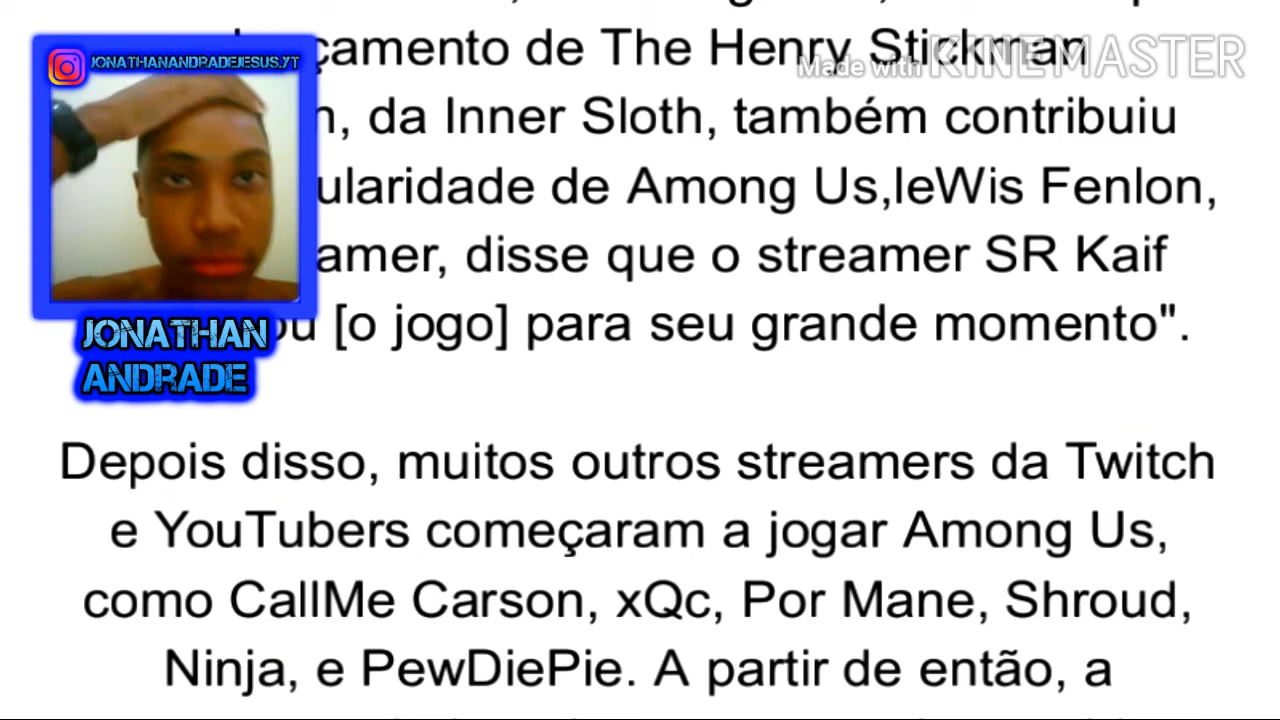 çamento de The Henry Stickman
Made with KINEMASTER
JONATHANANDRADEJESUS.YT
n, da Inner Sloth, também contribuiu
ularidade de Among Us,leWis Fenlon,
amer, disse que o streamer SR Kaif
ou [o jogo] para seu grande momento".
JONATHAN
ANDRADE
Depois disso, muitos outros streamers da Twitch
e YouTubers começaram a jogar Among Us,
como CallMe Carson, xQc, Por Mane, Shroud,
Ninja, e PewDiePie. A partir de então, a